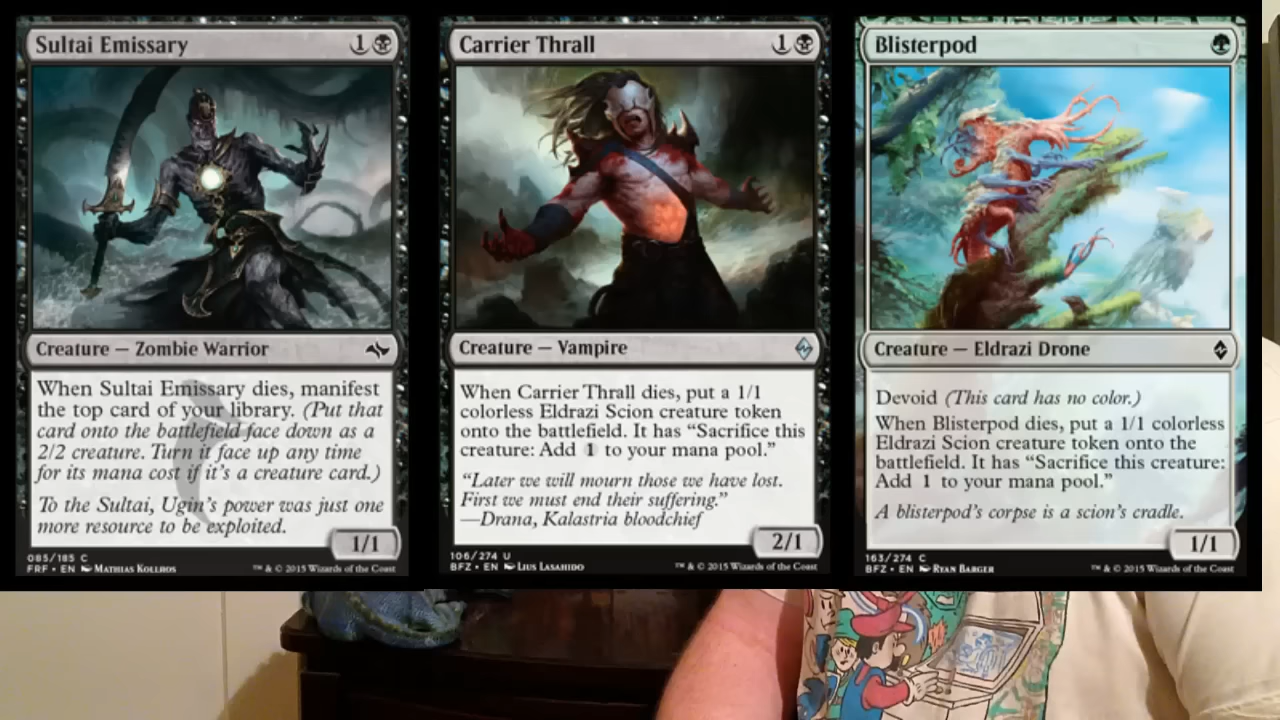 Sultai Emissary 1
Creature — Zombie Warrior
When Sultai Emissary dies, manifest
the top card of your library. (Put that
card onto the battlefield face down as a
2/2 creature. Turn it face up any time
for its mana cost if it's a creature card.)
To the Sultai, Ugin's power was just one
more resource to be exploited.
1/1
085/185 C
FRF • EN Mathias Kollros
™ & © 2015 Wizards of the Coast
Carrier Thrall 1
Creature — Vampire
When Carrier Thrall dies, put a 1/1
colorless Eldrazi Scion creature token
onto the battlefield. It has “Sacrifice this
creature: Add 1 to your mana pool.”
“Later we will mourn those we have lost.
First we must end their suffering.”
—Drana, Kalastria bloodchief
2/1
106/274 U
BFZ • EN Lius Lasahido
™ & © 2015 Wizards of the Coast
Blisterpod
Creature — Eldrazi Drone
Devoid (This card has no color.)
When Blisterpod dies, put a 1/1 colorless
Eldrazi Scion creature token onto the
battlefield. It has “Sacrifice this creature:
Add 1 to your mana pool.”
A blisterpod's corpse is a scion's cradle.
1/1
163/274 C
BFZ • EN Ryan Barger
™ & © 2015 Wizards of the Coast